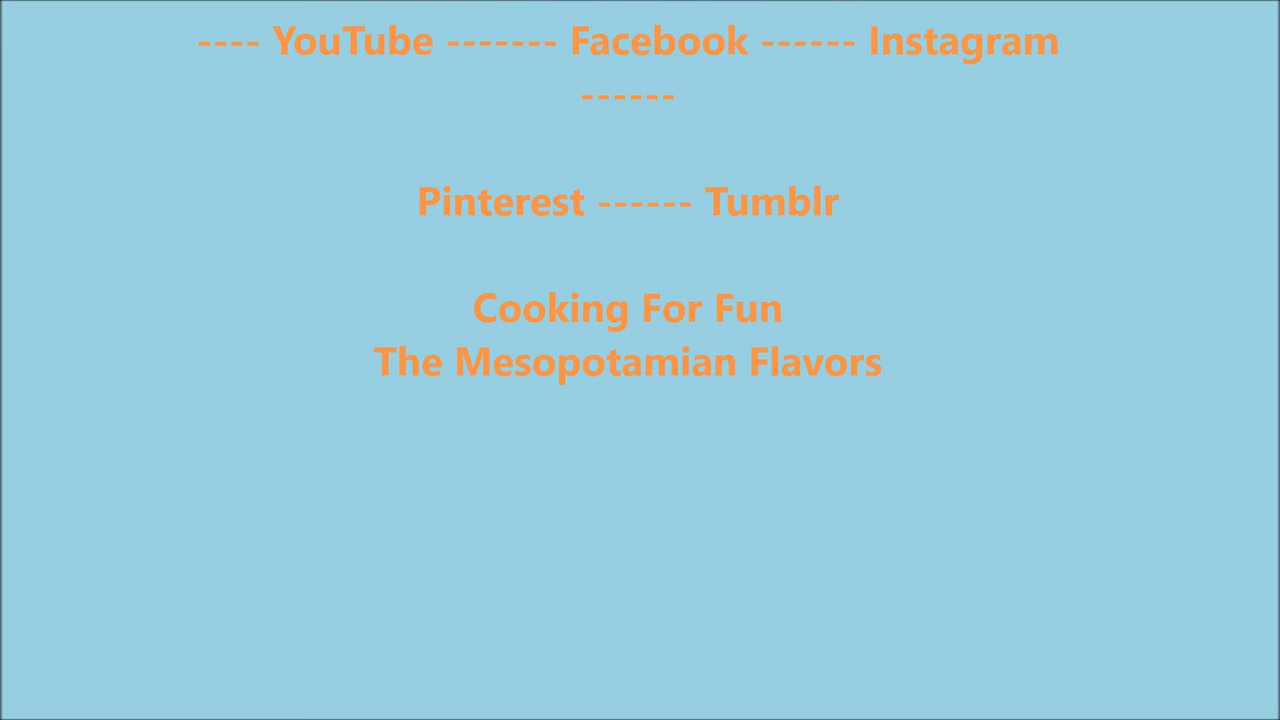 ---- YouTube ------- Facebook ------ Instagram
------
Pinterest ------ Tumblr
Cooking For Fun
The Mesopotamian Flavors